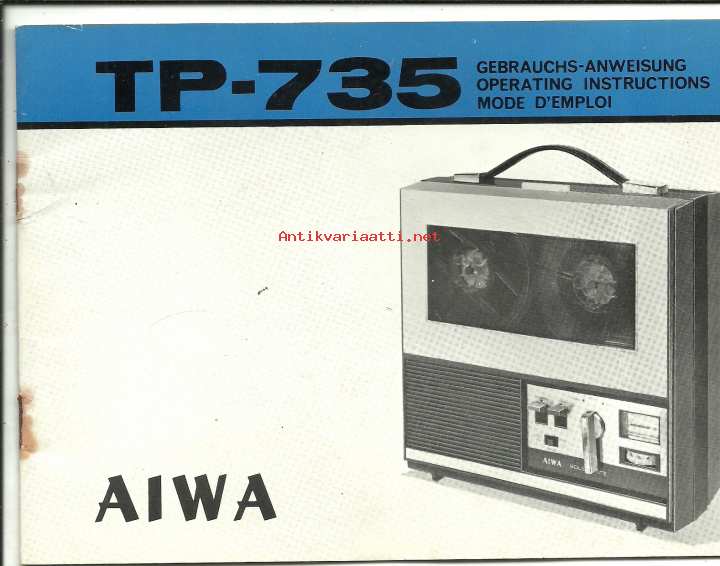 TP-735
GEBRAUCHS-ANWEISUNG
OPERATING INSTRUCTIONS
MODE D'EMPLOI
Antikvariaatti.net
AIWA
AIWA